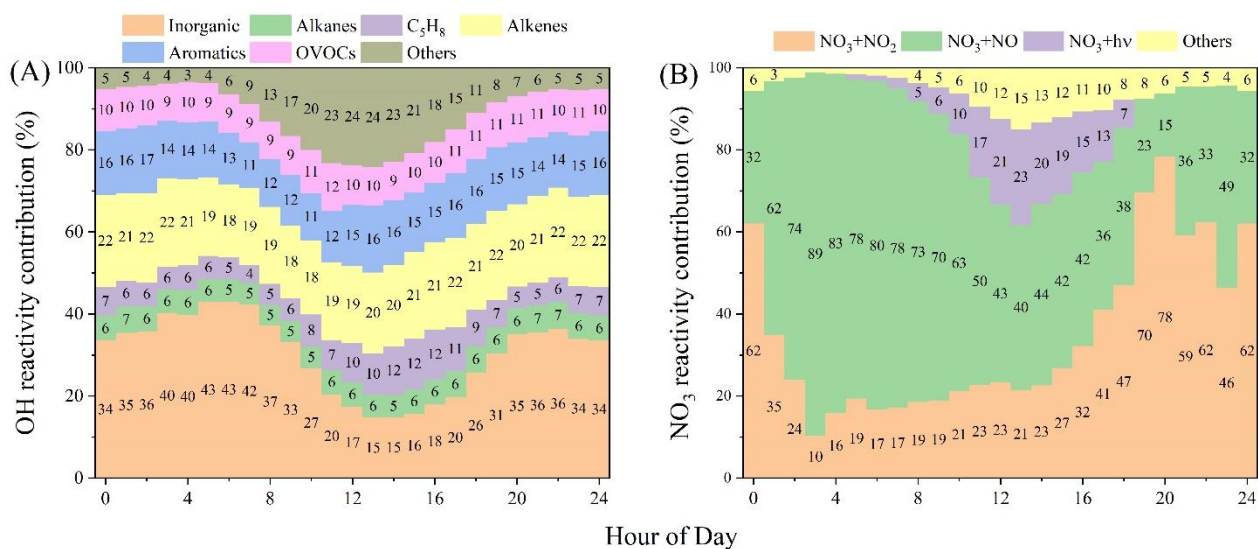 Inorganic Alkanes C₅H₈ Alkenes
Aromatics OVOCs Others
(A)
OH reactivity contribution (%)
100
80
60
40
20
0
5 5 4 4 3 4 6 9 13 17 20 23 24 24 23 21 18 15 11 8 7 6 5 5 5
10 10 10 9 10 9 9 9 9 9 11 12 10 10 9 10 10 11 11 11 11 11 10 11 10
16 16 17 14 14 14 13 11 12 12 11 12 15 16 16 15 15 16 16 15 15 14 14 15 16
22 21 22 22 21 19 18 19 19 18 18 19 19 20 20 21 21 22 21 22 20 21 22 22 22
7 6 6 6 6 5 5 4 5 6 8 7 10 10 12 12 12 11 9 7 5 5 6 7 7
6 7 6 6 6 6 5 5 5 5 5 6 6 6 5 6 6 6 6 6 6 7 7 6 6
34 35 36 40 40 43 43 42 37 33 27 20 17 15 15 16 18 20 26 31 35 36 36 34 34
0 4 8 12 16 20 24
NO₃+NO₂ NO₃+NO NO₃+hν Others
(B)
NO₃ reactivity contribution (%)
100
80
60
40
20
0
6 3 4 5 6 10 12 15 13 12 11 10 8 8 6 5 5 4 6
5 6 10 17 21 23 20 19 15 13 7
32 62 74 89 83 78 80 78 73 70 63 50 43 40 44 42 42 36 38 23 15 36 33 49 32
62 35 24 10 16 19 17 17 19 19 21 23 23 21 23 27 32 41 47 70 78 59 62 46 62
0 4 8 12 16 20 24
Hour of Day